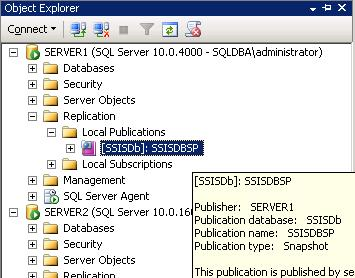 Object Explorer
Connect
SERVER1 (SQL Server 10.0.4000 - SQLDBA\administrator)
Databases
Security
Server Objects
Replication
Local Publications
[SSISDb]: SSISDBSP
Local Subscriptions
Management
SQL Server Agent
SERVER2 (SQL Server 10.0.16
Databases
Security
Server Objects
Replication
[SSISDb]: SSISDBSP
Publisher: SERVER1
Publication database: SSISDb
Publication name: SSISDBSP
Publication type: Snapshot
This publication is published by se